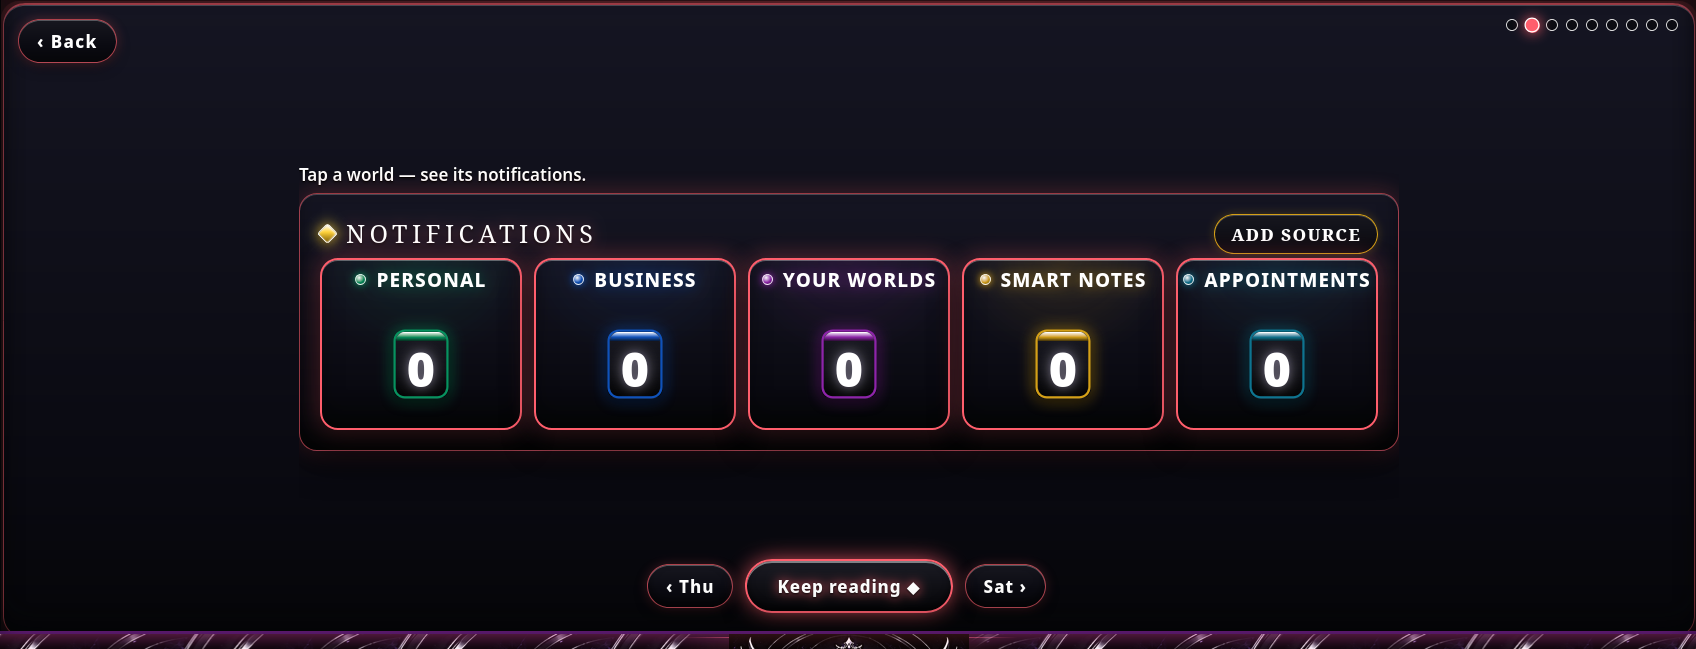 ‹ Back
Tap a world — see its notifications.
NOTIFICATIONS
ADD SOURCE
PERSONAL
BUSINESS
YOUR WORLDS
SMART NOTES
APPOINTMENTS
0
0
0
0
0
‹ Thu
Keep reading ◆
Sat ›